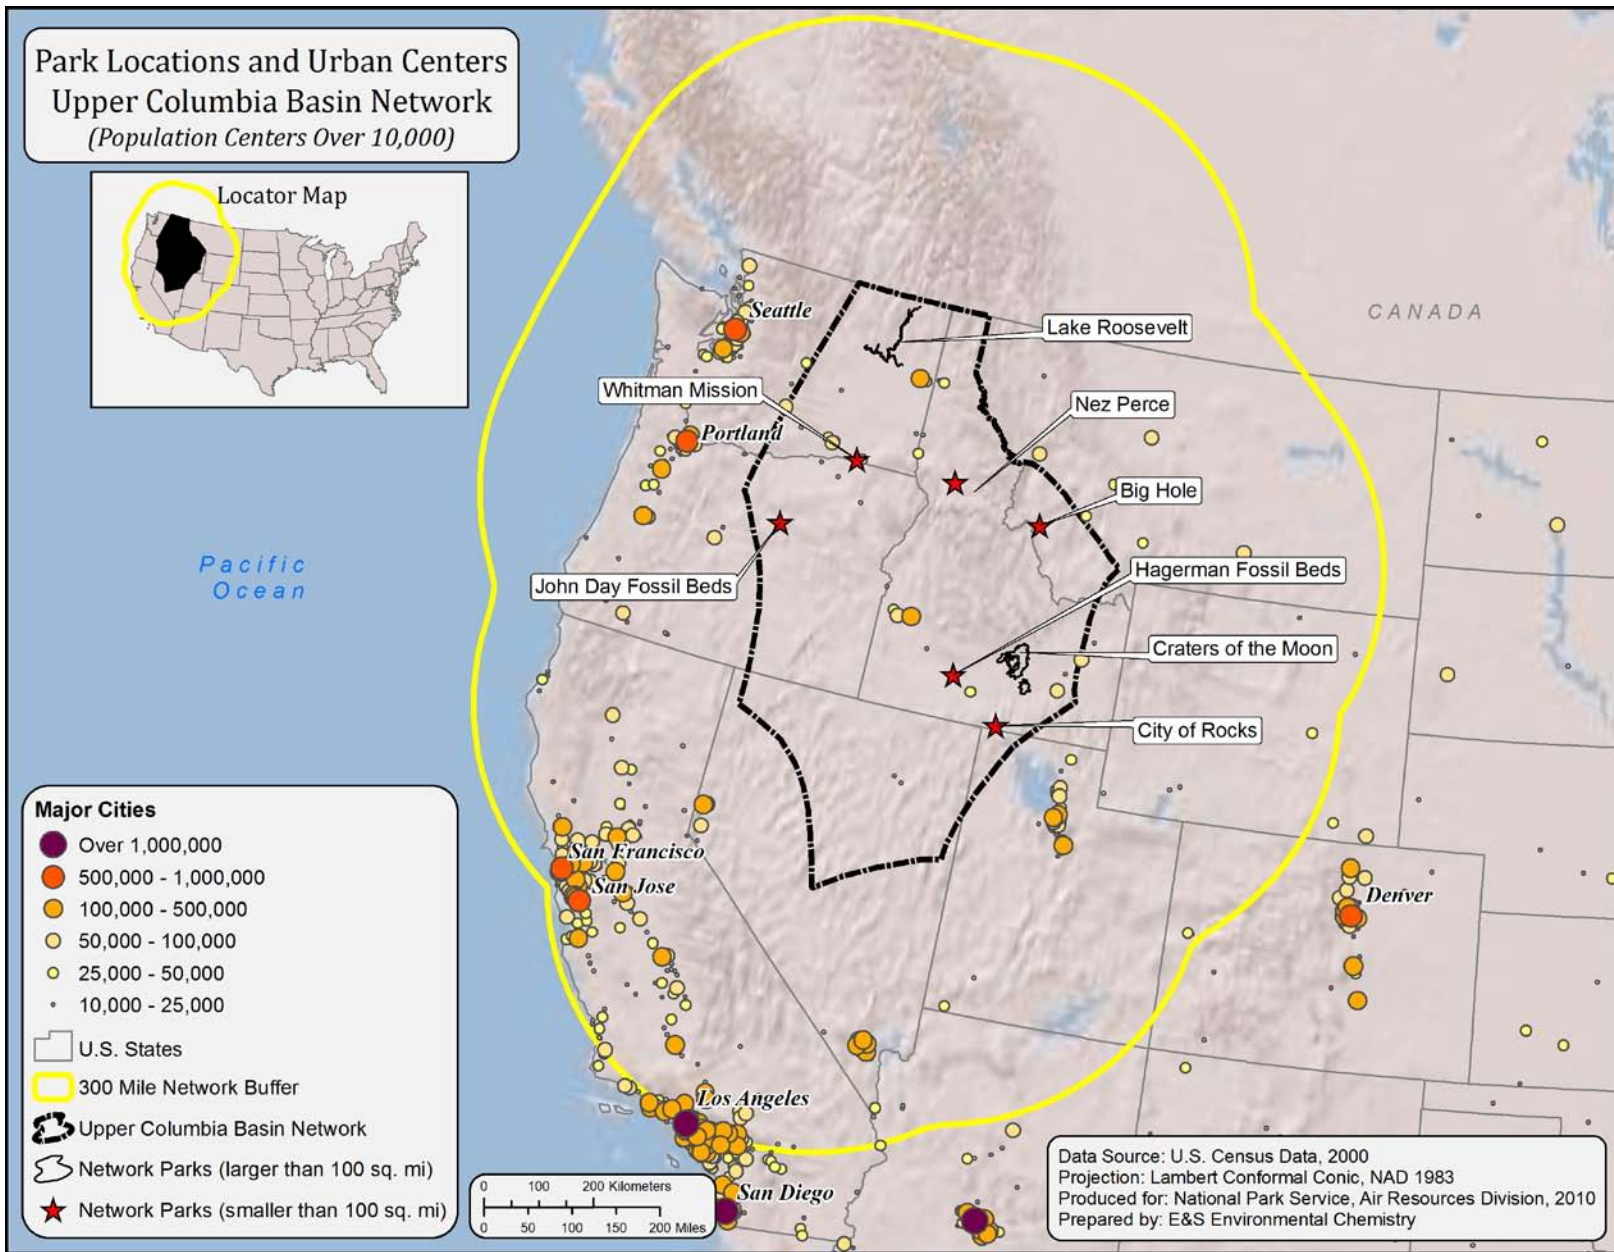 Park Locations and Urban Centers
Upper Columbia Basin Network
(Population Centers Over 10,000)
Locator Map
CANADA
Seattle
Lake Roosevelt
Whitman Mission
Nez Perce
Portland
Big Hole
Pacific
Ocean
Hagerman Fossil Beds
John Day Fossil Beds
Craters of the Moon
City of Rocks
Major Cities
Over 1,000,000
500,000 - 1,000,000
100,000 - 500,000
50,000 - 100,000
25,000 - 50,000
10,000 - 25,000
U.S. States
300 Mile Network Buffer
Upper Columbia Basin Network
Network Parks (larger than 100 sq. mi)
Network Parks (smaller than 100 sq. mi)
San Francisco
San Jose
Denver
Los Angeles
San Diego
0 100 200 Kilometers
0 50 100 150 200 Miles
Data Source: U.S. Census Data, 2000
Projection: Lambert Conformal Conic, NAD 1983
Produced for: National Park Service, Air Resources Division, 2010
Prepared by: E&S Environmental Chemistry